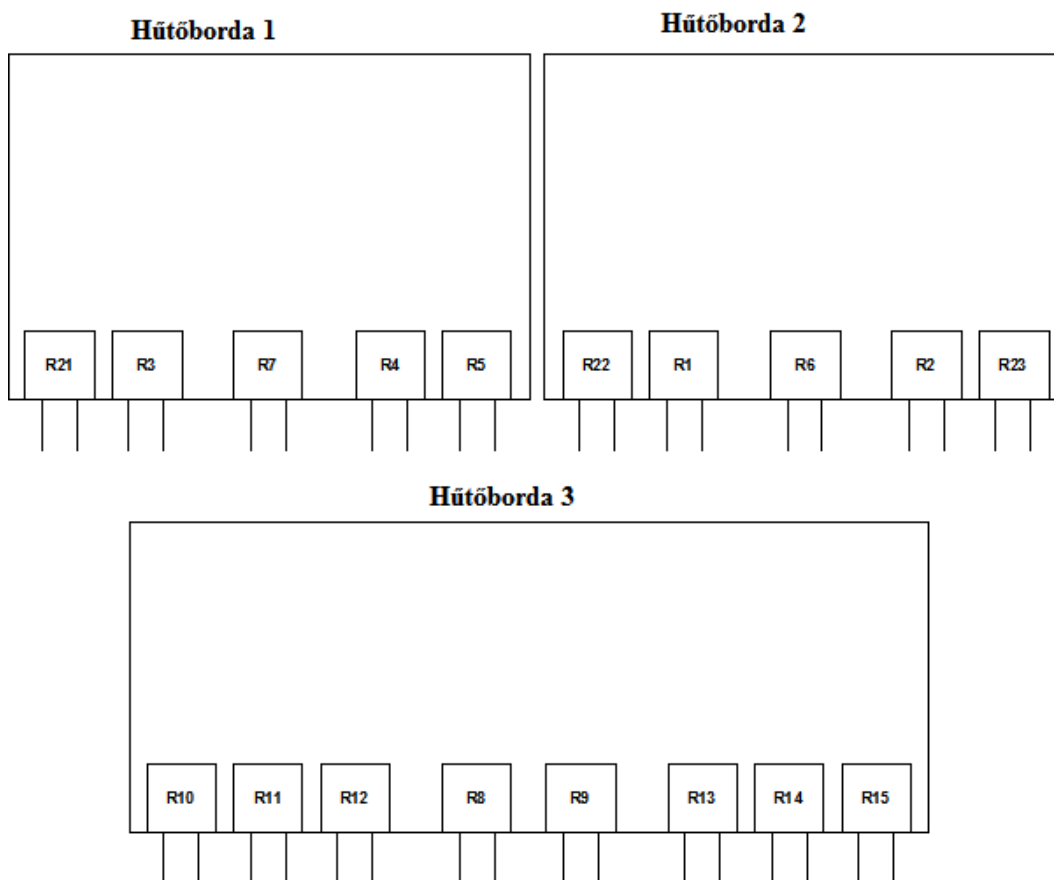 Hűtőborda 1
Hűtőborda 2
R21 R3 R7 R4 R5
R22 R1 R6 R2 R23
Hűtőborda 3
R10 R11 R12 R8 R9 R13 R14 R15